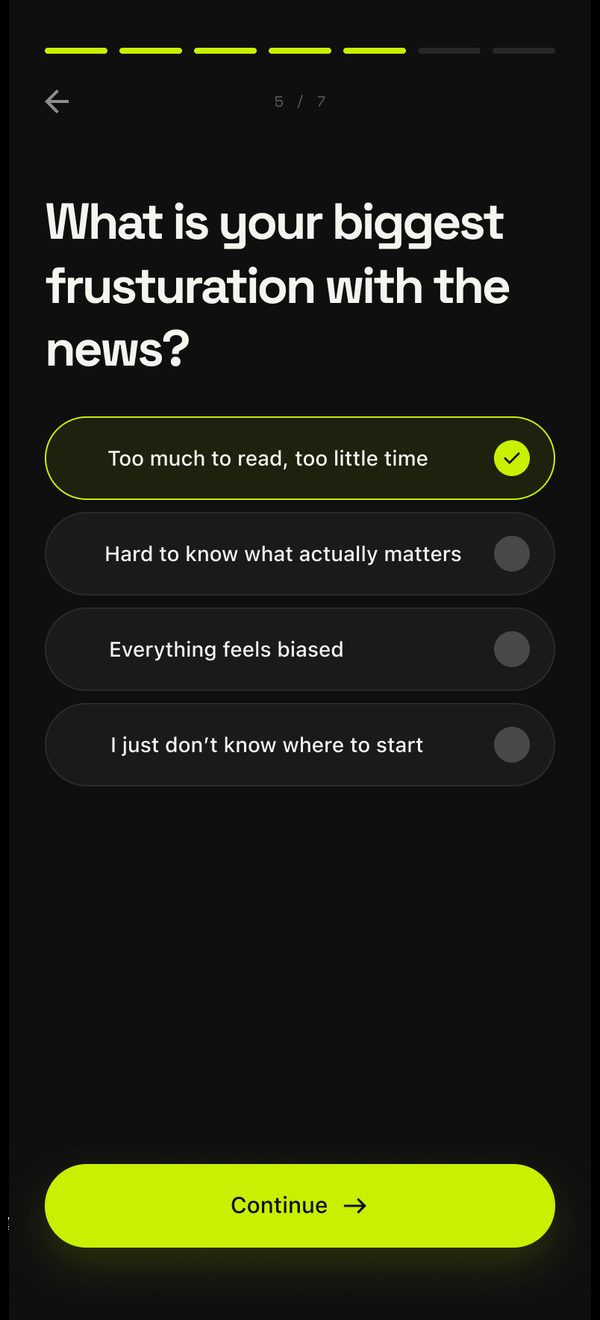 5 / 7
What is your biggest
frusturation with the
news?
Too much to read, too little time
Hard to know what actually matters
Everything feels biased
I just don’t know where to start
Continue →